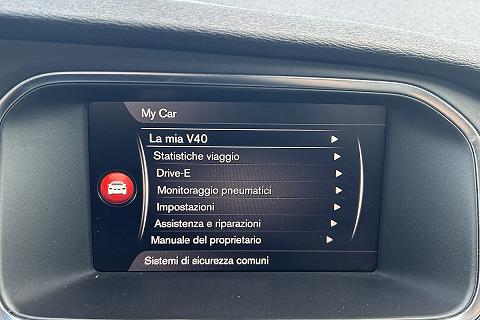 My Car
La mia V40
Statistiche viaggio
Drive-E
Monitoraggio pneumatici
Impostazioni
Assistenza e riparazioni
Manuale del proprietario
Sistemi di sicurezza comuni